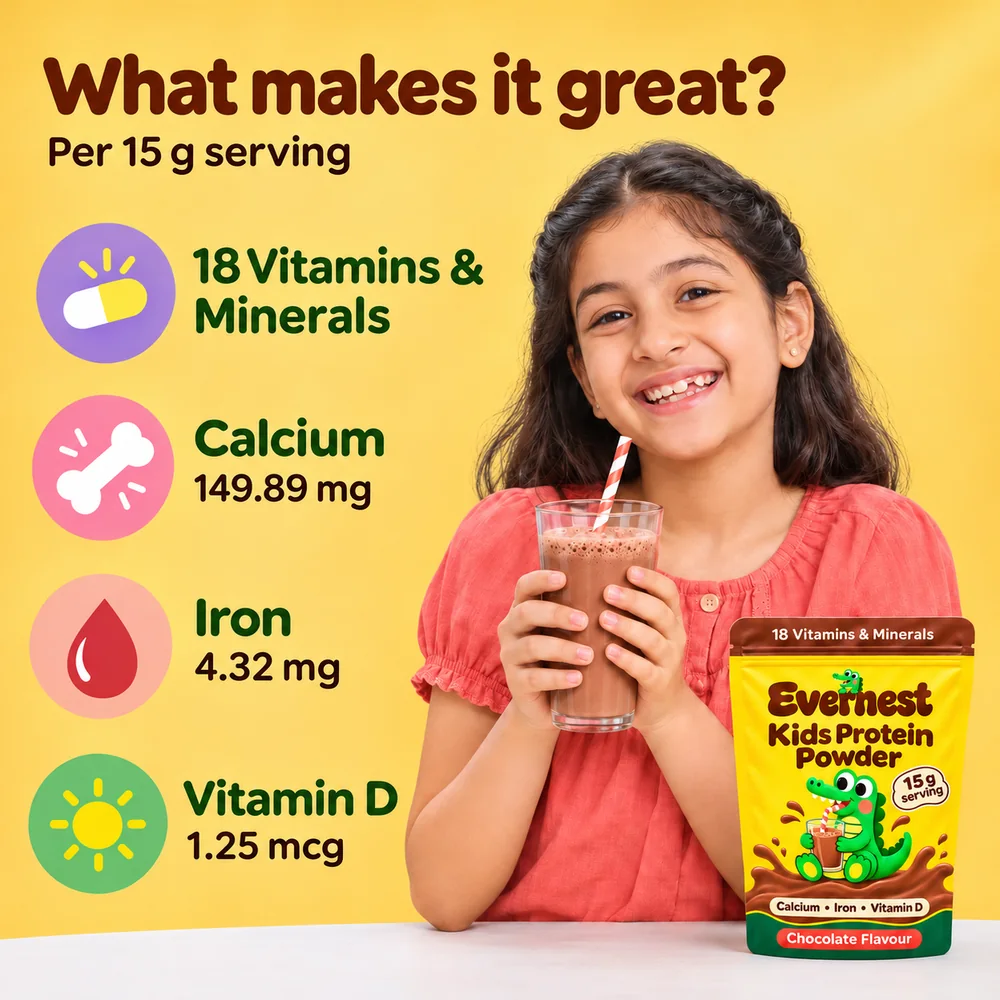 What makes it great?
Per 15 g serving
18 Vitamins &
Minerals
Calcium
149.89 mg
Iron
4.32 mg
Vitamin D
1.25 mcg
18 Vitamins & Minerals
Evernest
Kids Protein
Powder
15 g
serving
Calcium • Iron • Vitamin D
Chocolate Flavour